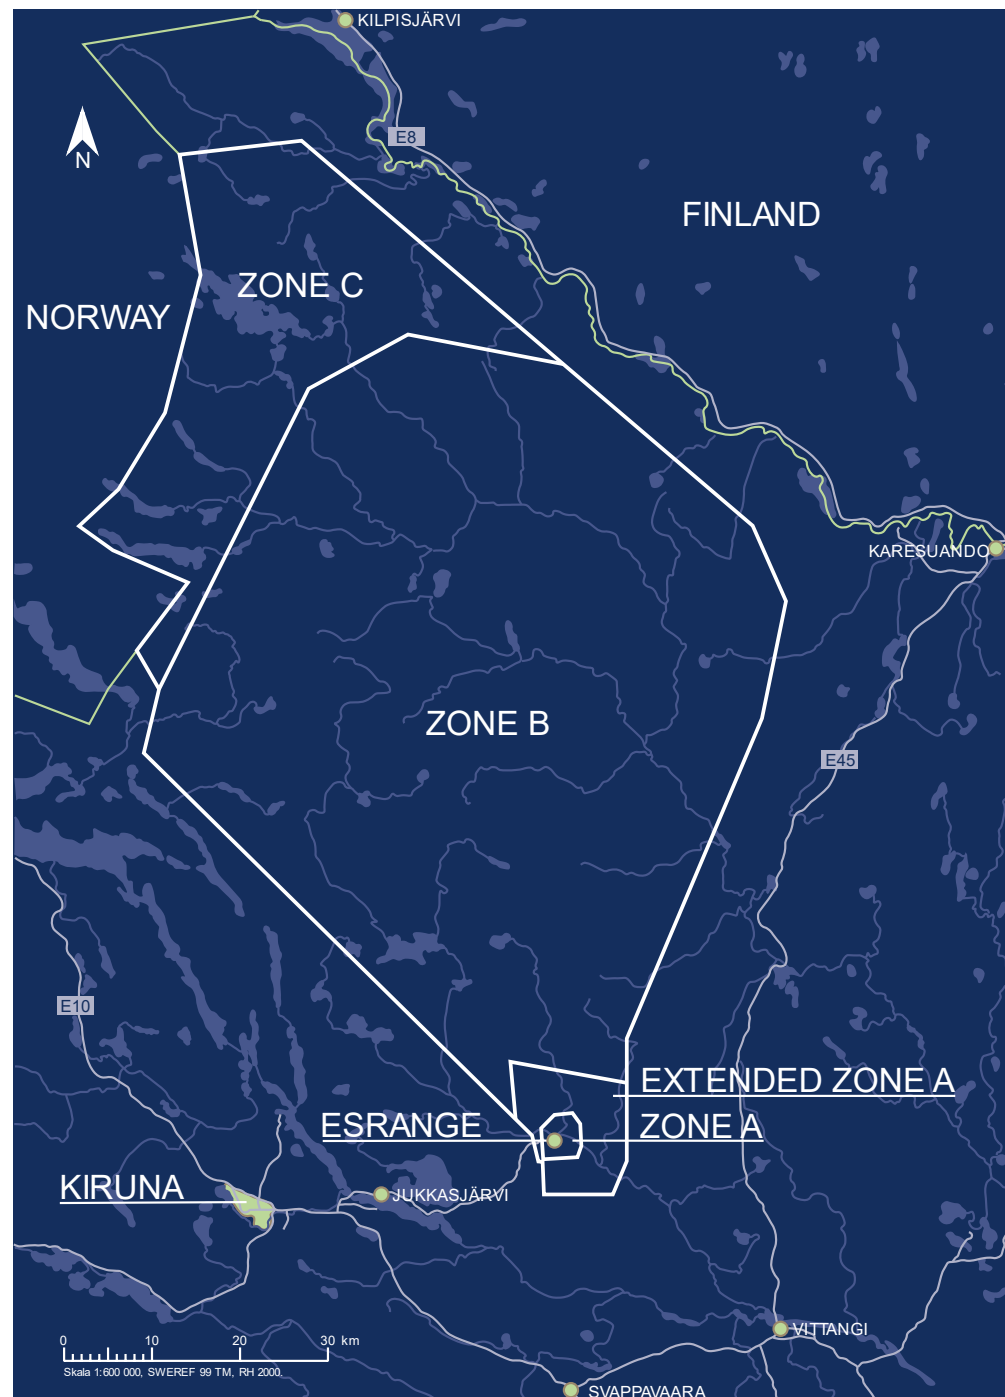 KILPISJÄRVI
E8
N
FINLAND
ZONE C
NORWAY
KARESUANDO
ZONE B
E45
E10
EXTENDED ZONE A
ESRANGE
ZONE A
KIRUNA
JUKKASJÄRVI
VITTANGI
0 10 20 30 km
Skala 1:600 000, SWEREF 99 TM, RH 2000.
SVAPPAVAARA